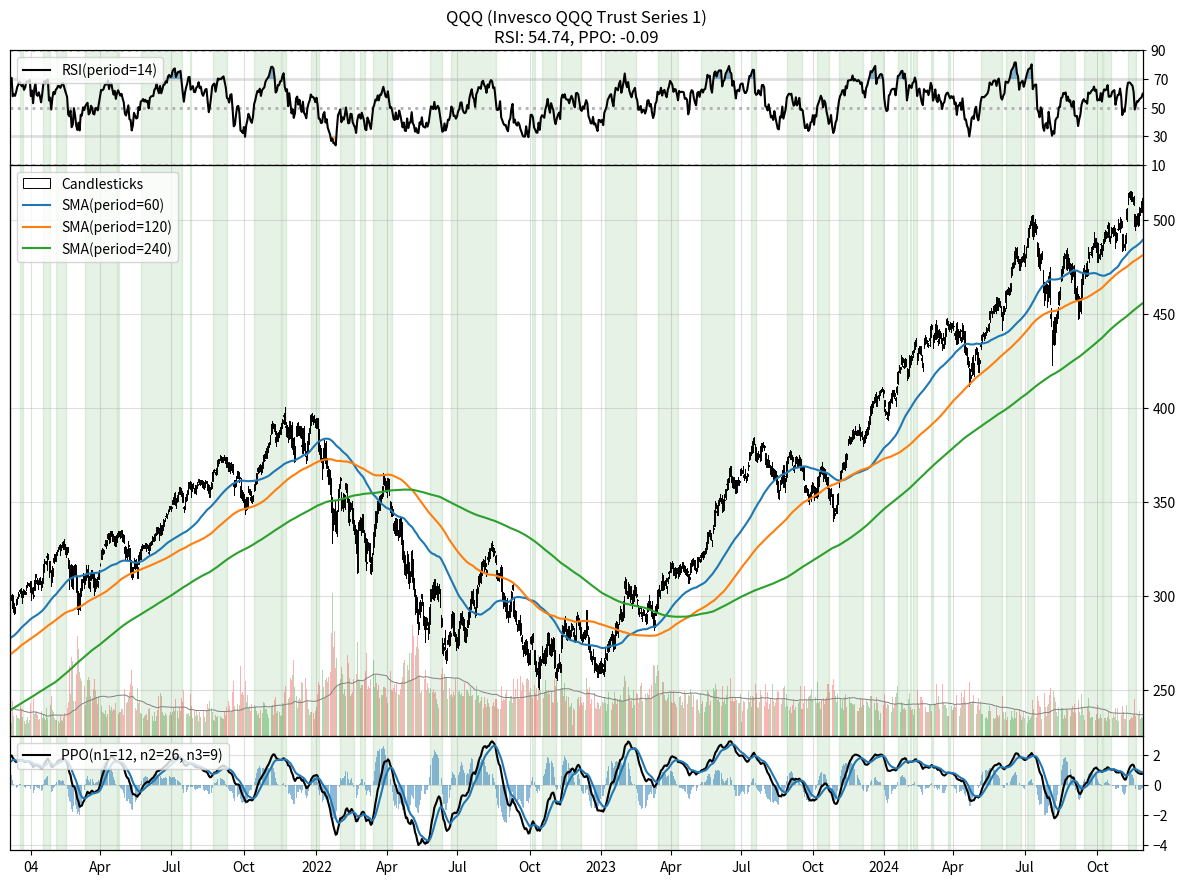 QQQ (Invesco QQQ Trust Series 1)
RSI: 54.74, PPO: -0.09
RSI(period=14)
90
70
50
30
10
Candlesticks
SMA(period=60)
SMA(period=120)
SMA(period=240)
500
450
400
350
300
250
PPO(n1=12, n2=26, n3=9)
2
0
−2
−4
04 Apr Jul Oct 2022 Apr Jul Oct 2023 Apr Jul Oct 2024 Apr Jul Oct